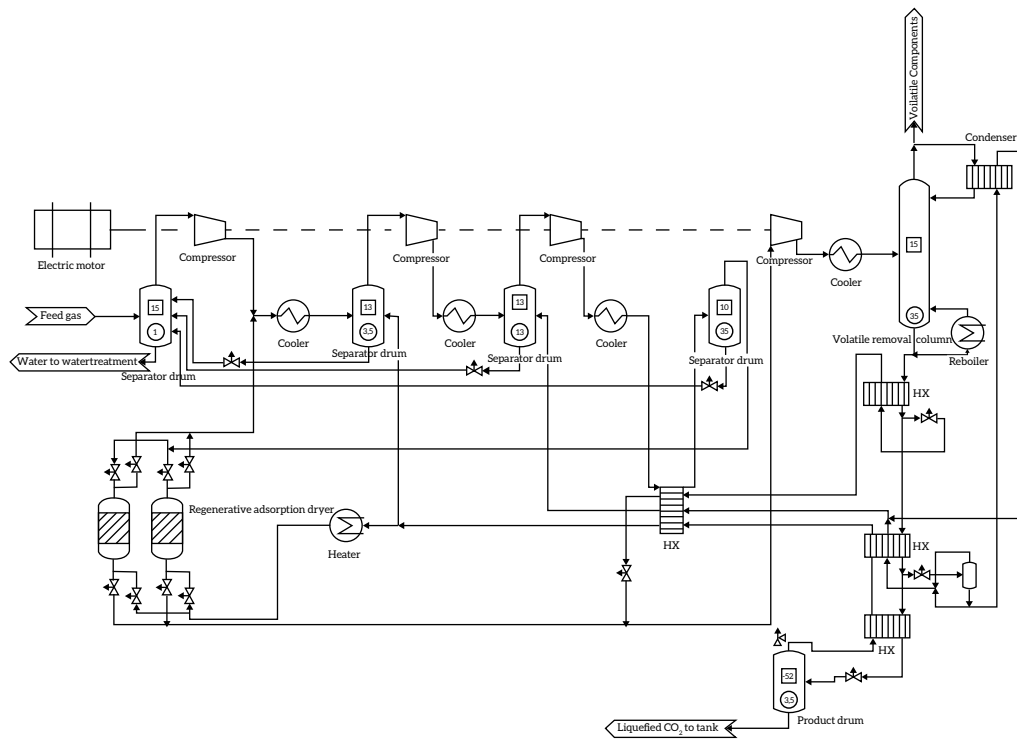 Voilatile Components
Condenser
Electric motor
Compressor
Compressor
Compressor
Compressor
Cooler
15
35
Volatile removal column
Reboiler
Feed gas
15
1
Cooler
13
3,5
Cooler
13
13
Cooler
10
35
Separator drum
Separator drum
Separator drum
Water to watertreatment
Separator drum
HX
Regenerative adsorption dryer
Heater
HX
HX
HX
-52
3,5
Product drum
Liquefied CO2 to tank